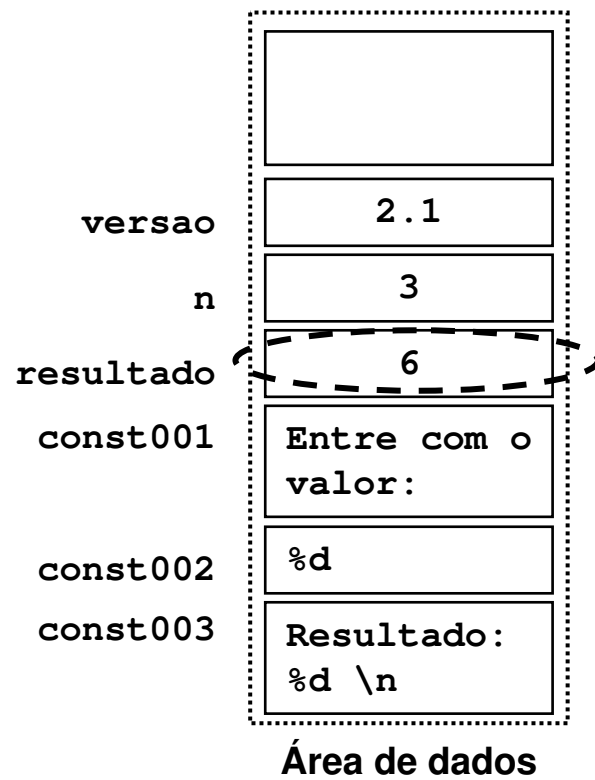 versao
2.1
n
3
resultado
6
const001
Entre com o
valor:
const002
%d
const003
Resultado:
%d \n
Área de dados